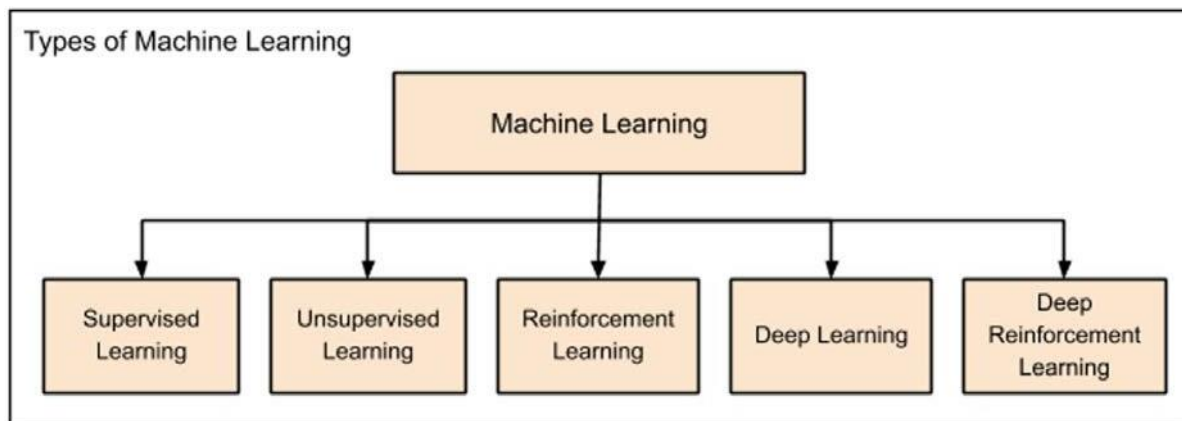 Types of Machine Learning
Machine Learning
Supervised
Learning
Unsupervised
Learning
Reinforcement
Learning
Deep Learning
Deep
Reinforcement
Learning